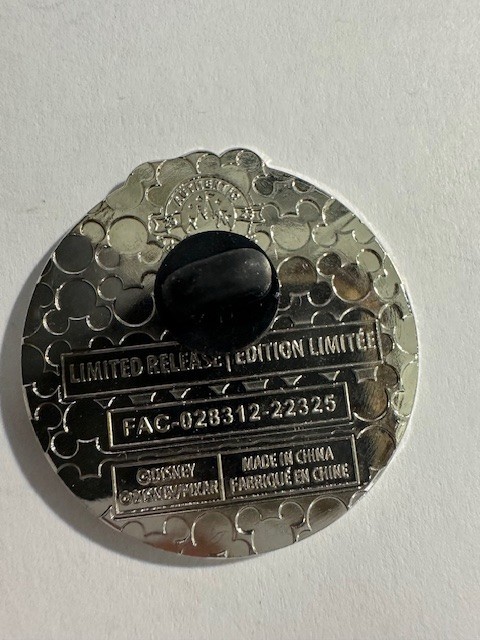 LIMITED RELEASE | EDITION LIMITÉE
FAC-028312-22325
©DISNEY
©DISNEY/PIXAR
MADE IN CHINA
FABRIQUÉ EN CHINE